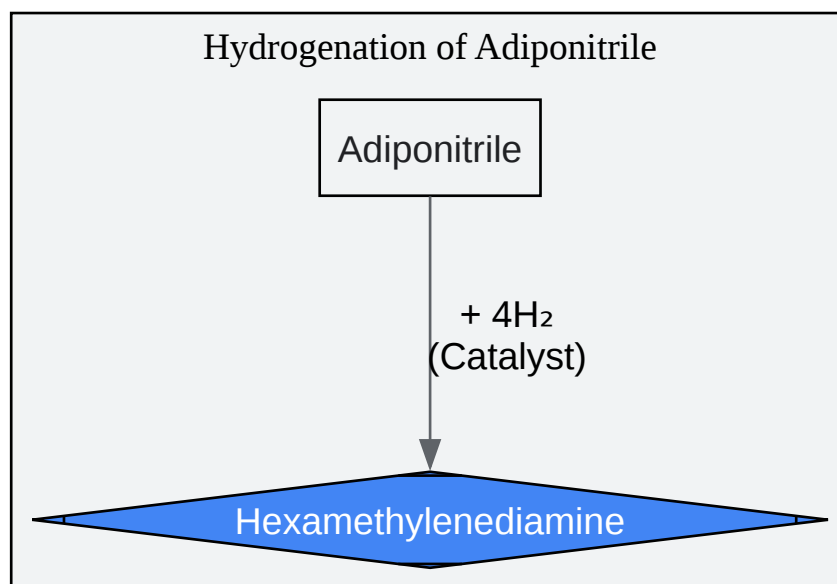 Hydrogenation of Adiponitrile
Adiponitrile
+ 4H₂
(Catalyst)
Hexamethylenediamine